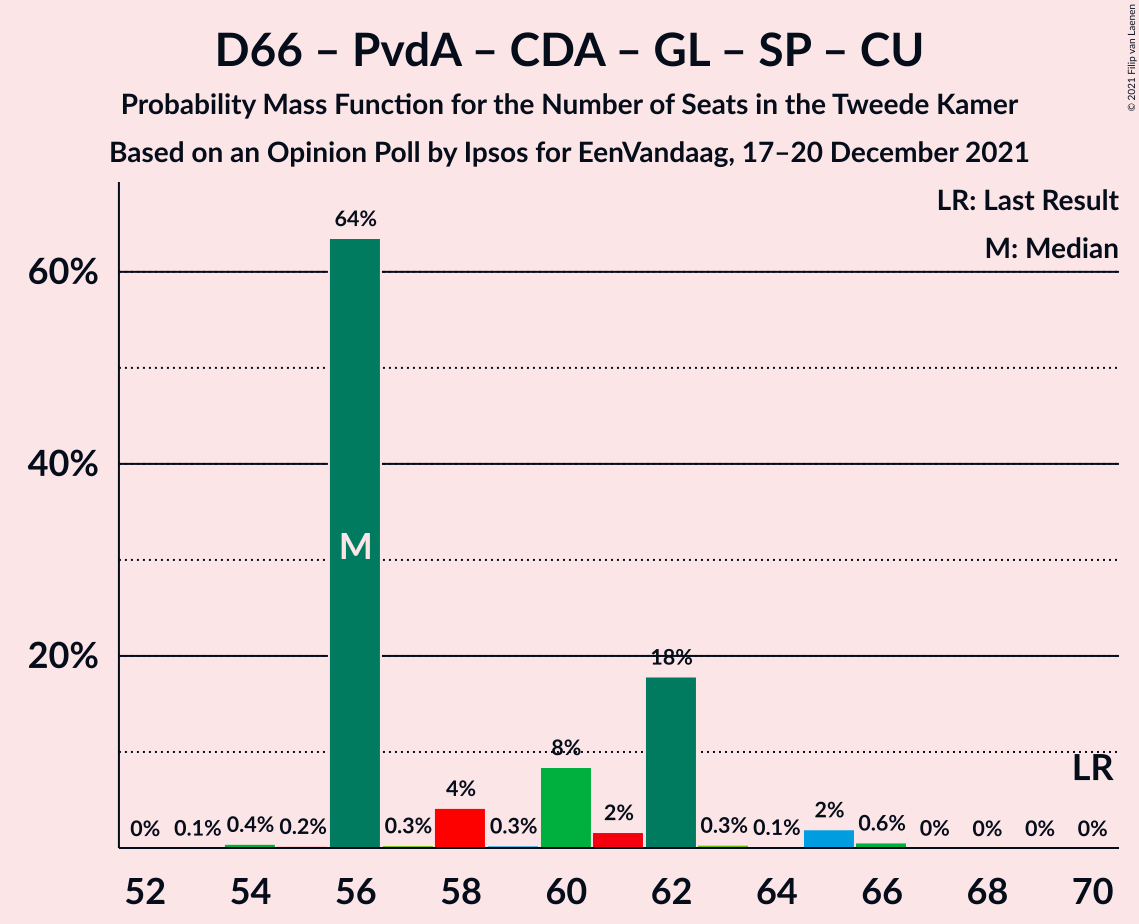 D66 – PvdA – CDA – GL – SP – CU
Probability Mass Function for the Number of Seats in the Tweede Kamer
Based on an Opinion Poll by Ipsos for EenVandaag, 17–20 December 2021
© 2021 Filip van Laenen
LR: Last Result
M: Median
60%
40%
20%
0% 0.1% 0.4% 0.2% 64% 0.3% 4% 0.3% 8% 2% 18% 0.3% 0.1% 2% 0.6% 0% 0% 0% 0%
M
LR
52 54 56 58 60 62 64 66 68 70